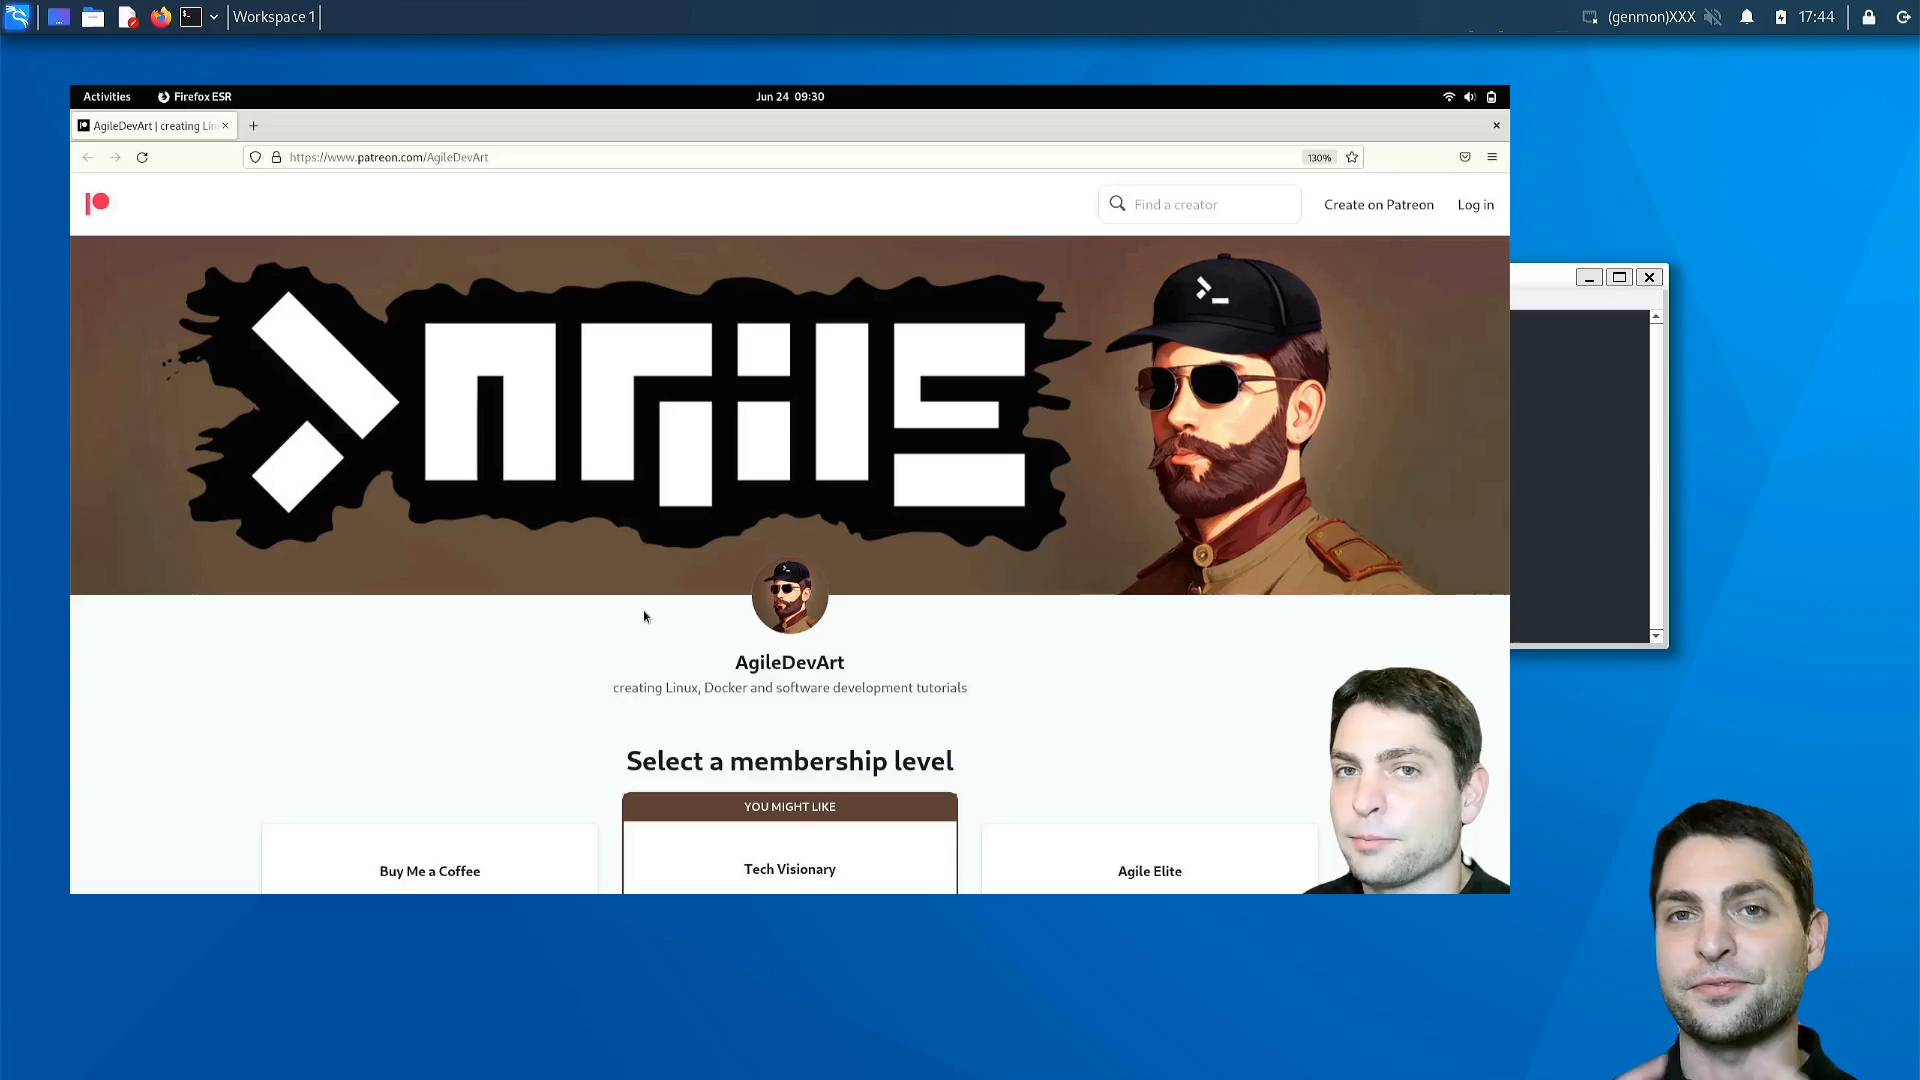 Workspace 1
(genmon)XXX
17:44
Activities
Firefox ESR
Jun 24 09:30
AgileDevArt | creating Lin
https://www.patreon.com/AgileDevArt
130%
Find a creator
Create on Patreon
Log in
AGILE
AgileDevArt
creating Linux, Docker and software development tutorials
Select a membership level
YOU MIGHT LIKE
Buy Me a Coffee
Tech Visionary
Agile Elite